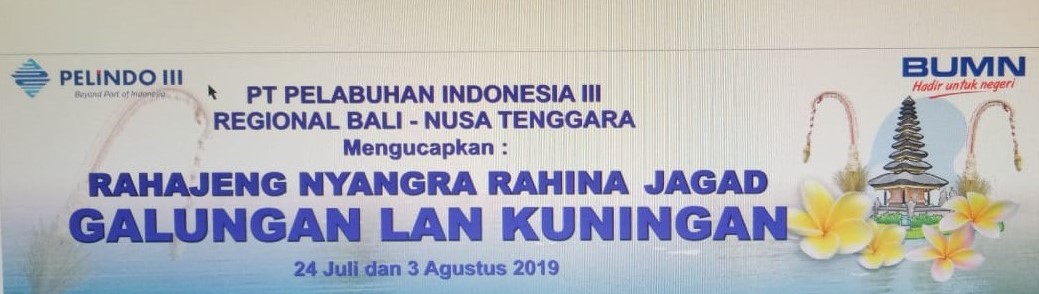 PELINDO III
Beyond Port of Indonesia
BUMN
Hadir untuk negeri
PT PELABUHAN INDONESIA III
REGIONAL BALI - NUSA TENGGARA
Mengucapkan :
RAHAJENG NYANGRA RAHINA JAGAD
GALUNGAN LAN KUNINGAN
24 Juli dan 3 Agustus 2019